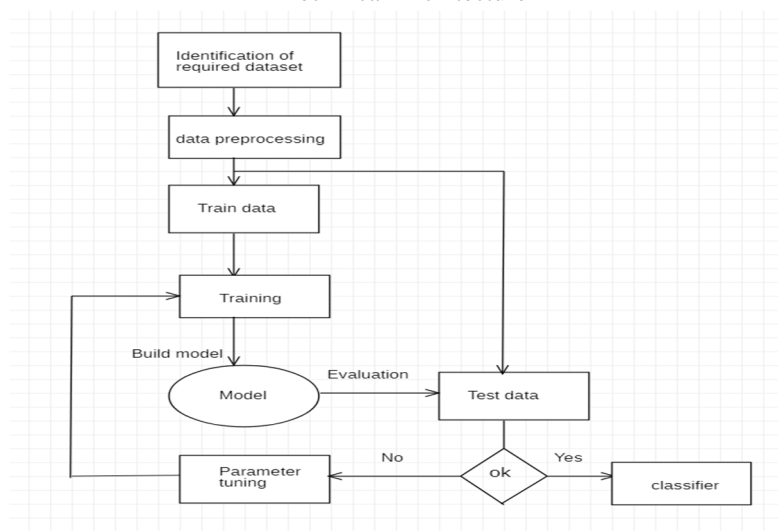 Identification of
required dataset
data preprocessing
Train data
Training
Build model
Model
Evaluation
Test data
No
ok
Yes
Parameter
tuning
classifier